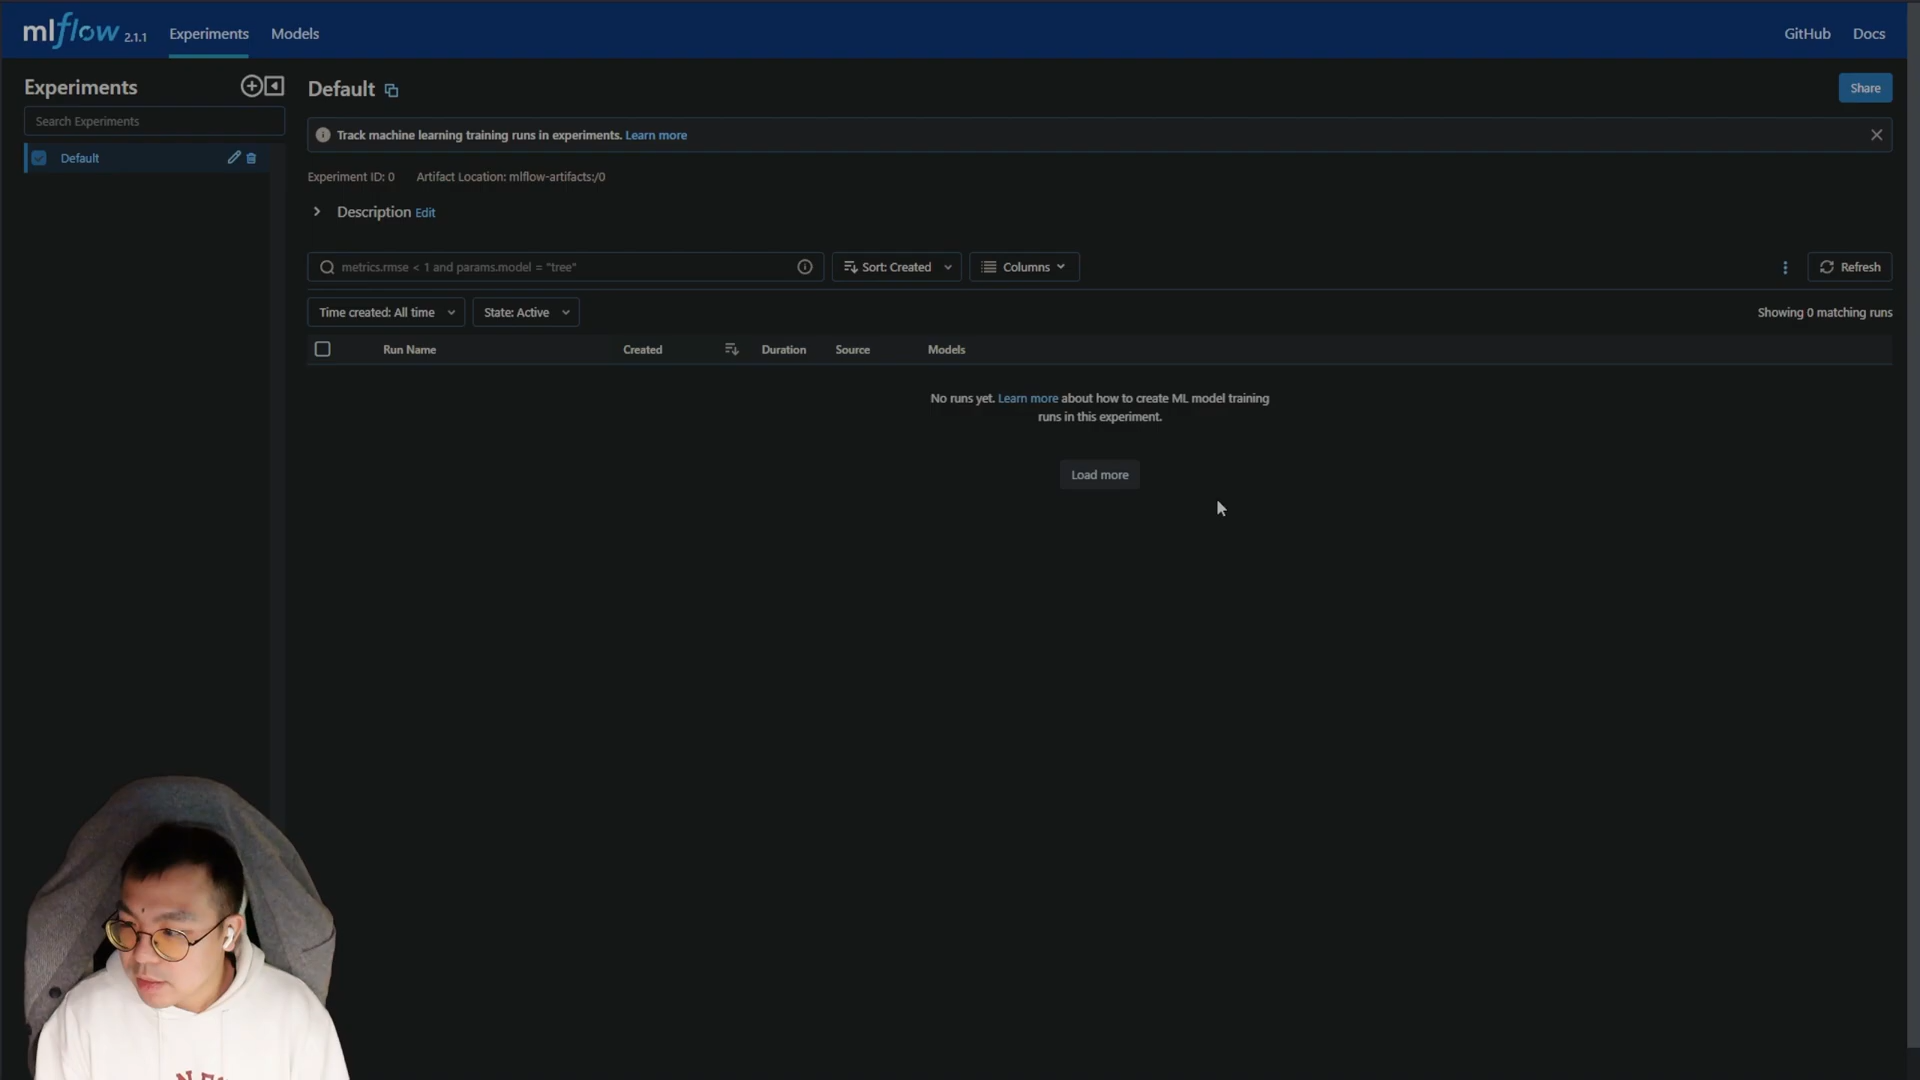 mlflow 2.1.1 Experiments Models GitHub Docs
Experiments
Search Experiments
Default
Default
Share
Track machine learning training runs in experiments. Learn more
Experiment ID: 0 Artifact Location: mlflow-artifacts:/0
Description Edit
metrics.rmse < 1 and params.model = "tree" Sort: Created Columns Refresh
Time created: All time State: Active Showing 0 matching runs
Run Name Created Duration Source Models
No runs yet. Learn more about how to create ML model training
runs in this experiment.
Load more